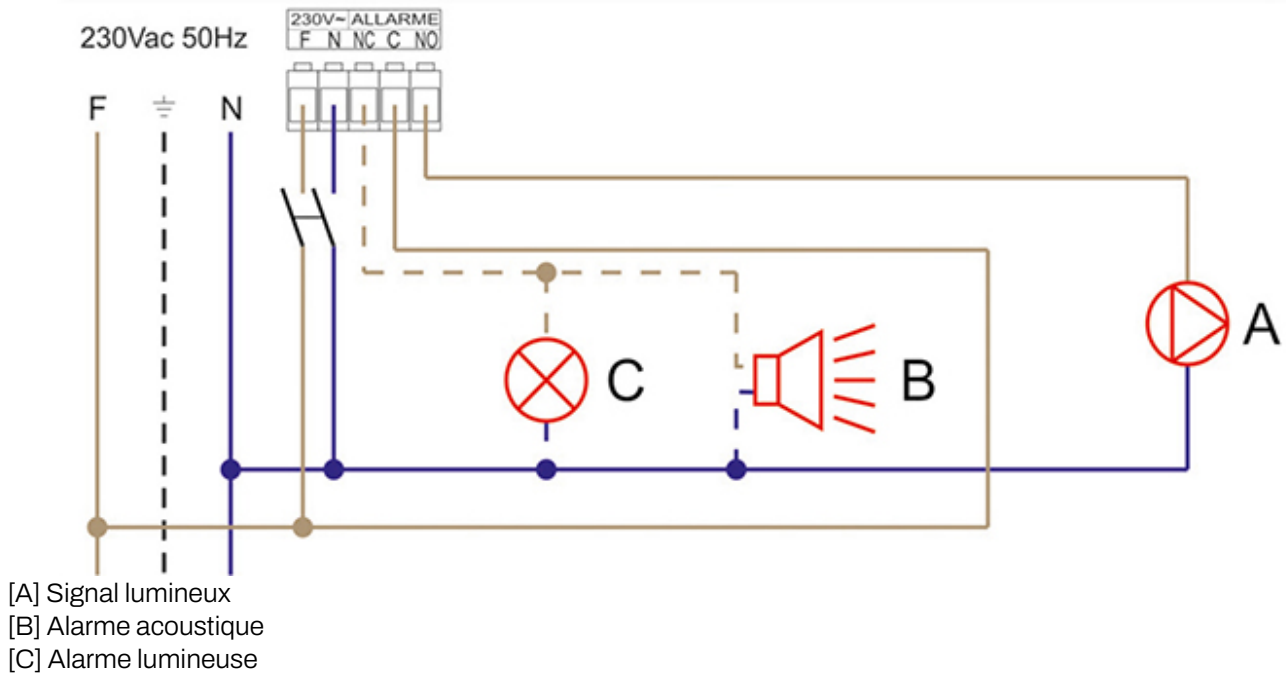 230Vac 50Hz
230V~ ALLARME
F N NC C NO
F N
A
C
B
[A] Signal lumineux
[B] Alarme acoustique
[C] Alarme lumineuse